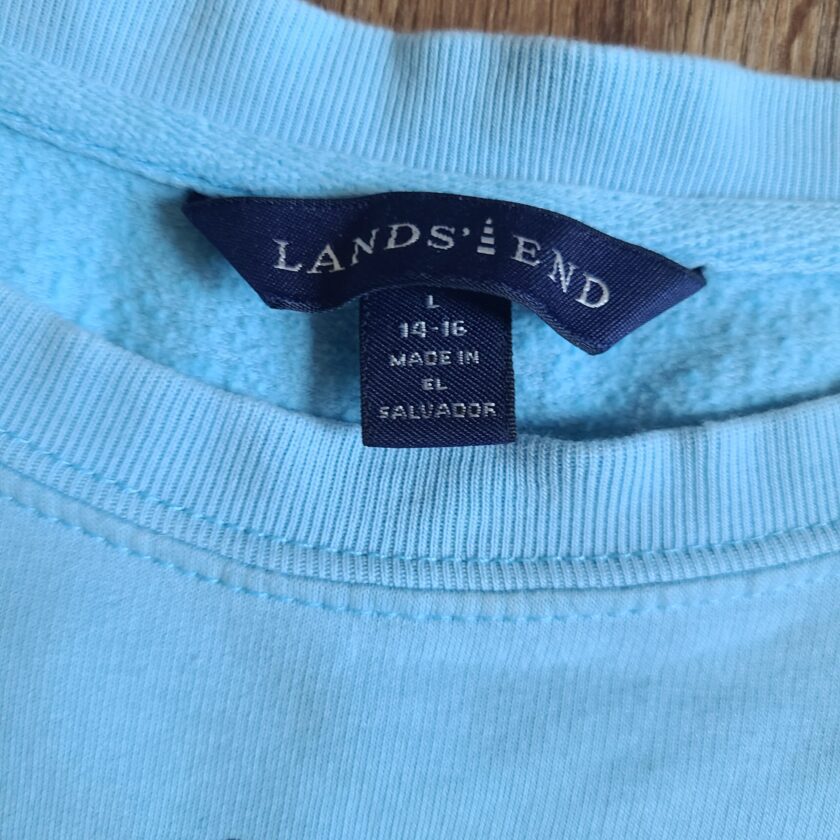 LANDS' END
L
14-16
MADE IN
EL
SALVADOR